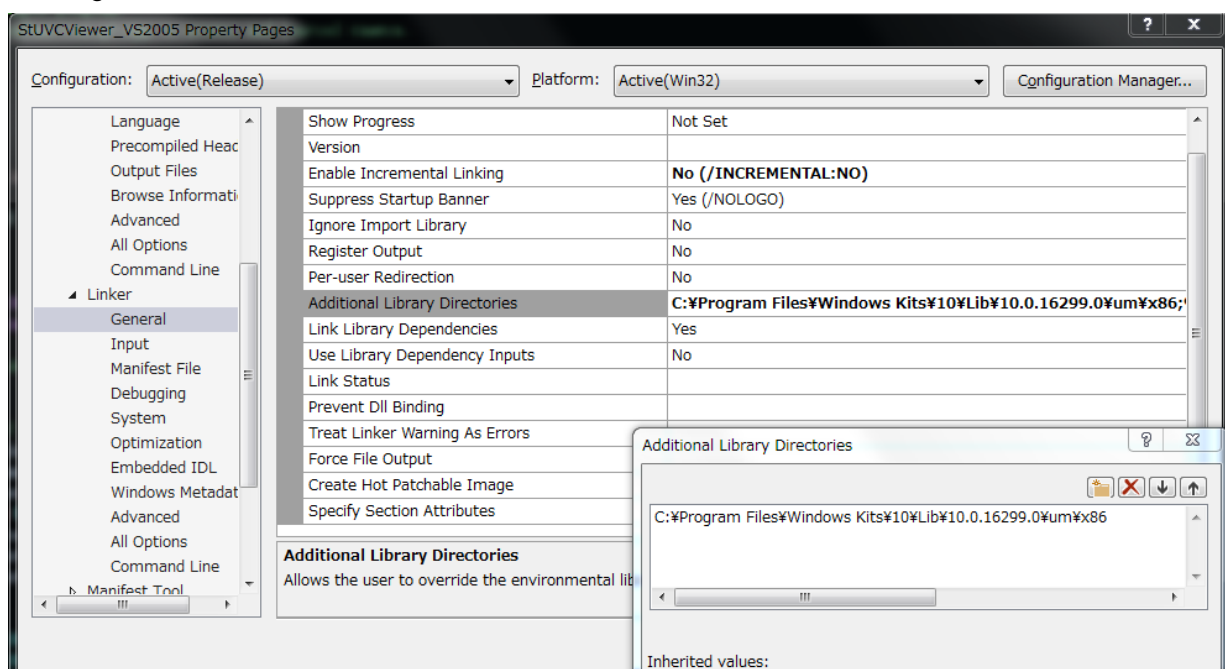 StUVCViewer_VS2005 Property Pages
Configuration: Active(Release) Platform: Active(Win32) Configuration Manager...
Language
Precompiled Head
Output Files
Browse Informati
Advanced
All Options
Command Line
Linker
General
Input
Manifest File
Debugging
System
Optimization
Embedded IDL
Windows Metadat
Advanced
All Options
Command Line
Manifest Tool
Show Progress Not Set
Version
Enable Incremental Linking No (/INCREMENTAL:NO)
Suppress Startup Banner Yes (/NOLOGO)
Ignore Import Library No
Register Output No
Per-user Redirection No
Additional Library Directories C:¥Program Files¥Windows Kits¥10¥Lib¥10.0.16299.0¥um¥x86;
Link Library Dependencies Yes
Use Library Dependency Inputs No
Link Status
Prevent Dll Binding
Treat Linker Warning As Errors
Force File Output
Create Hot Patchable Image
Specify Section Attributes
Additional Library Directories
Allows the user to override the environmental lib
Additional Library Directories
C:¥Program Files¥Windows Kits¥10¥Lib¥10.0.16299.0¥um¥x86
Inherited values: